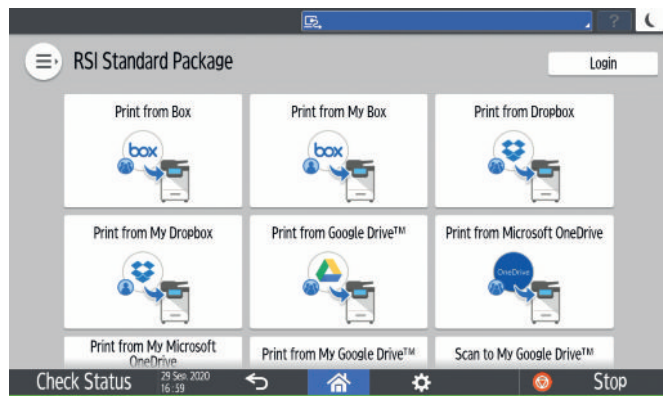 ?
RSI Standard Package
Login
Print from Box
Print from My Box
Print from Dropbox
box
box
Print from My Dropbox
Print from Google Drive™
Print from Microsoft OneDrive
OneDrive
Print from My Microsoft
OneDrive
Print from My Google Drive™
Scan to My Google Drive™
Check Status
29 Sep. 2020
16:59
Stop